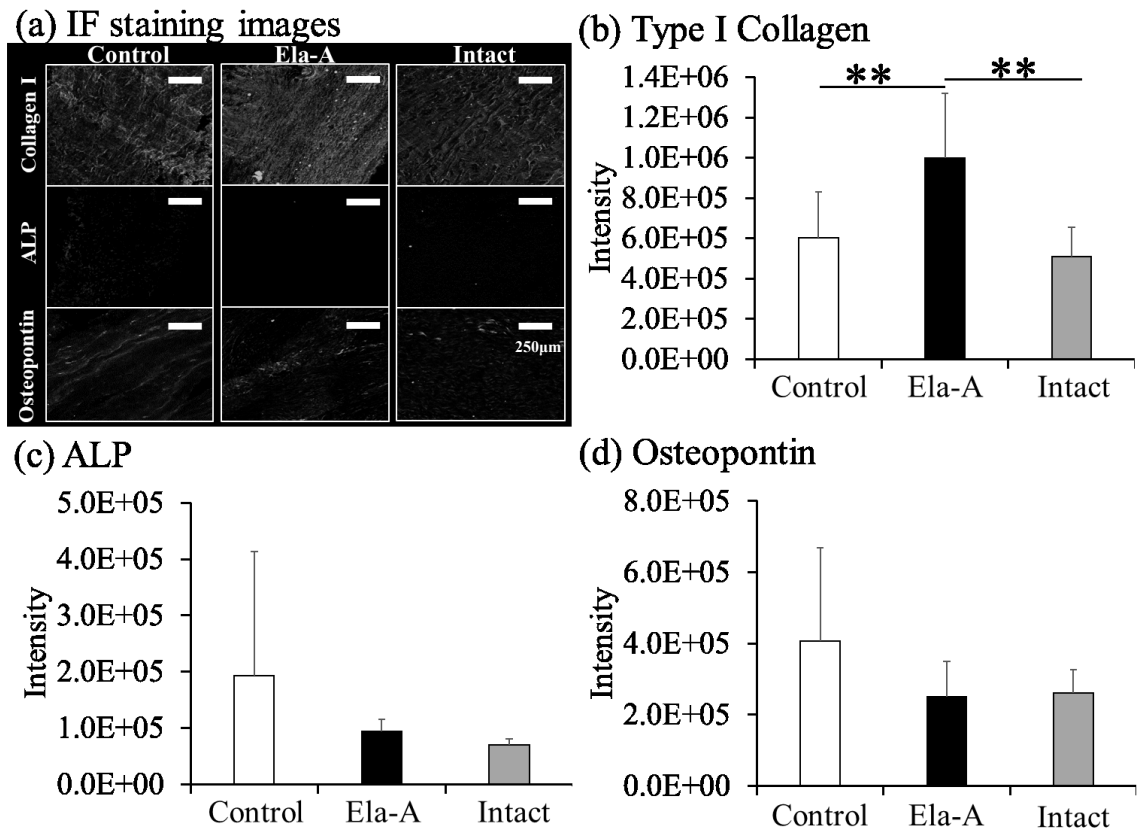 (a) IF staining images
Control Ela-A Intact
Collagen I
ALP
Osteopontin
250μm
(b) Type I Collagen
Intensity
1.4E+06
1.2E+06
1.0E+06
8.0E+05
6.0E+05
4.0E+05
2.0E+05
0.0E+00
** **
Control Ela-A Intact
(c) ALP
Intensity
5.0E+05
4.0E+05
3.0E+05
2.0E+05
1.0E+05
0.0E+00
Control Ela-A Intact
(d) Osteopontin
Intensity
8.0E+05
6.0E+05
4.0E+05
2.0E+05
0.0E+00
Control Ela-A Intact